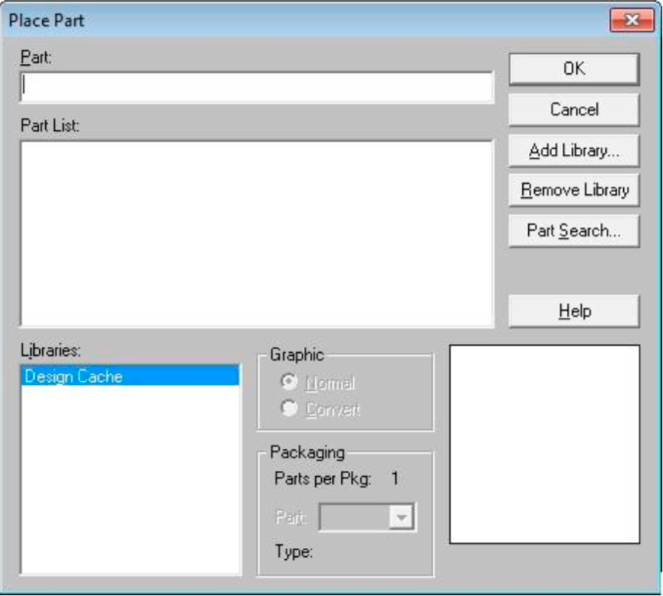 Place Part
Part:
OK
Cancel
Part List:
Add Library...
Remove Library
Part Search...
Help
Libraries:
Design Cache
Graphic
Normal
Convert
Packaging
Parts per Pkg: 1
Part:
Type: